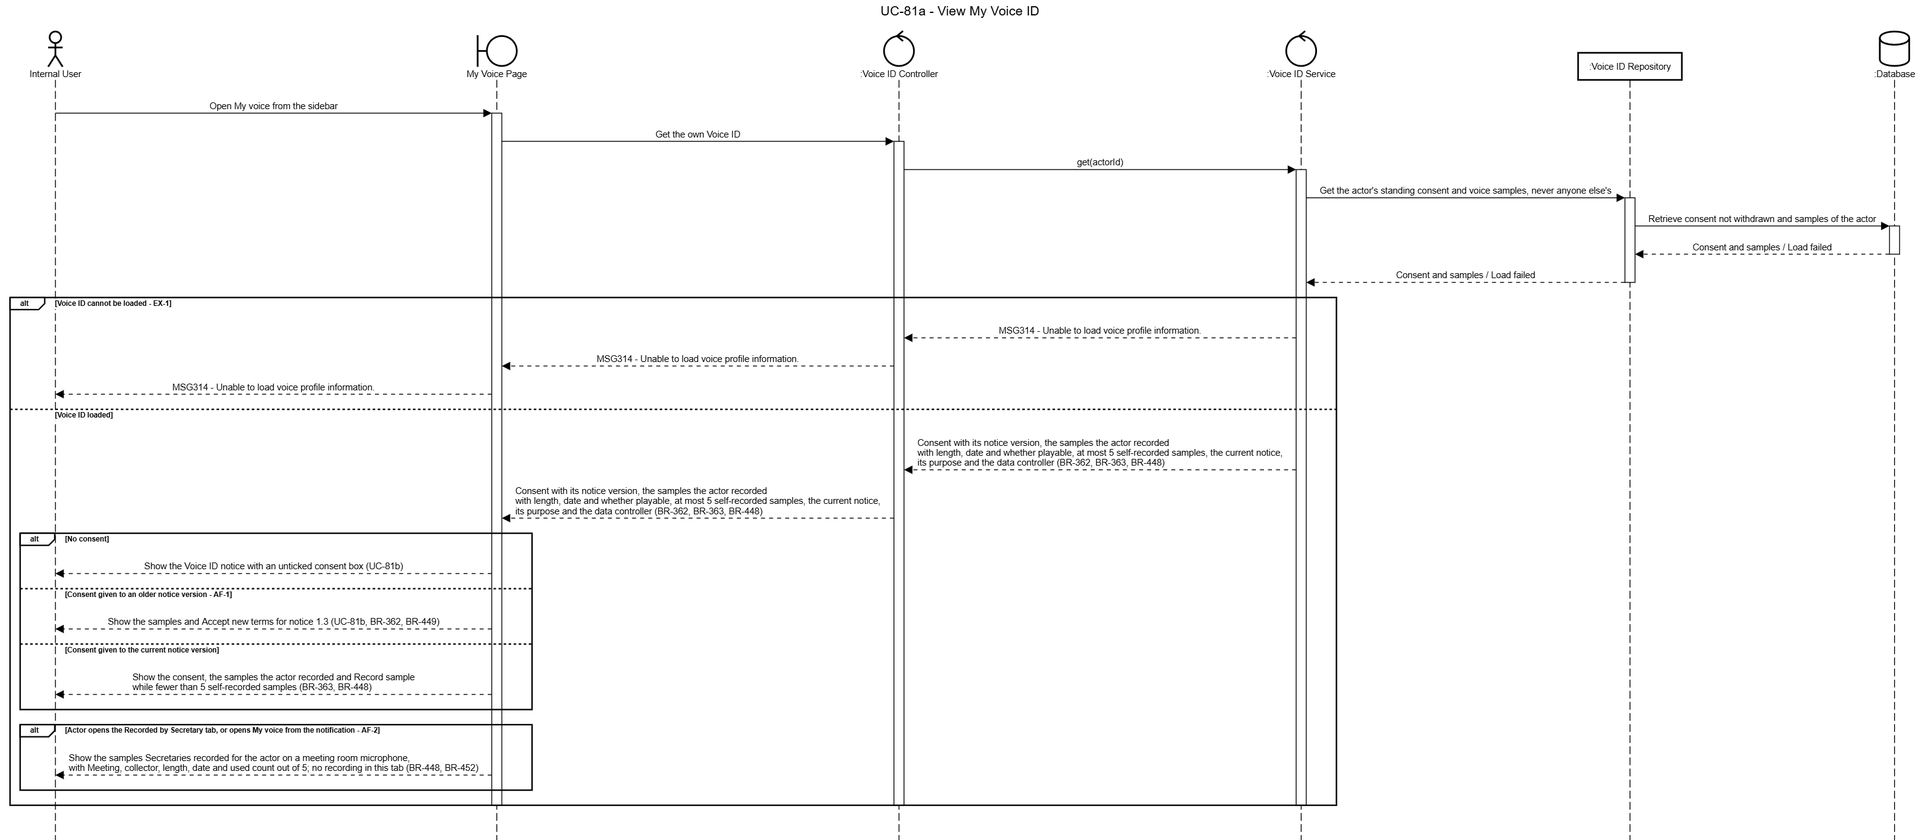 UC-81a - View My Voice ID
Internal User
My Voice Page
:Voice ID Controller
:Voice ID Service
:Voice ID Repository
:Database
Open My voice from the sidebar
Get the own Voice ID
get(actorId)
Get the actor's standing consent and voice samples, never anyone else's
Retrieve consent not withdrawn and samples of the actor
Consent and samples / Load failed
Consent and samples / Load failed
alt
[Voice ID cannot be loaded - EX-1]
MSG314 - Unable to load voice profile information.
MSG314 - Unable to load voice profile information.
MSG314 - Unable to load voice profile information.
[Voice ID loaded]
Consent with its notice version, the samples the actor recorded
with length, date and whether playable, at most 5 self-recorded samples, the current notice,
its purpose and the data controller (BR-362, BR-363, BR-448)
Consent with its notice version, the samples the actor recorded
with length, date and whether playable, at most 5 self-recorded samples, the current notice,
its purpose and the data controller (BR-362, BR-363, BR-448)
alt
[No consent]
Show the Voice ID notice with an unticked consent box (UC-81b)
[Consent given to an older notice version - AF-1]
Show the samples and Accept new terms for notice 1.3 (UC-81b, BR-362, BR-449)
[Consent given to the current notice version]
Show the consent, the samples the actor recorded and Record sample
while fewer than 5 self-recorded samples (BR-363, BR-448)
alt
[Actor opens the Recorded by Secretary tab, or opens My voice from the notification - AF-2]
Show the samples Secretaries recorded for the actor on a meeting room microphone,
with Meeting, collector, length, date and used count out of 5; no recording in this tab (BR-448, BR-452)